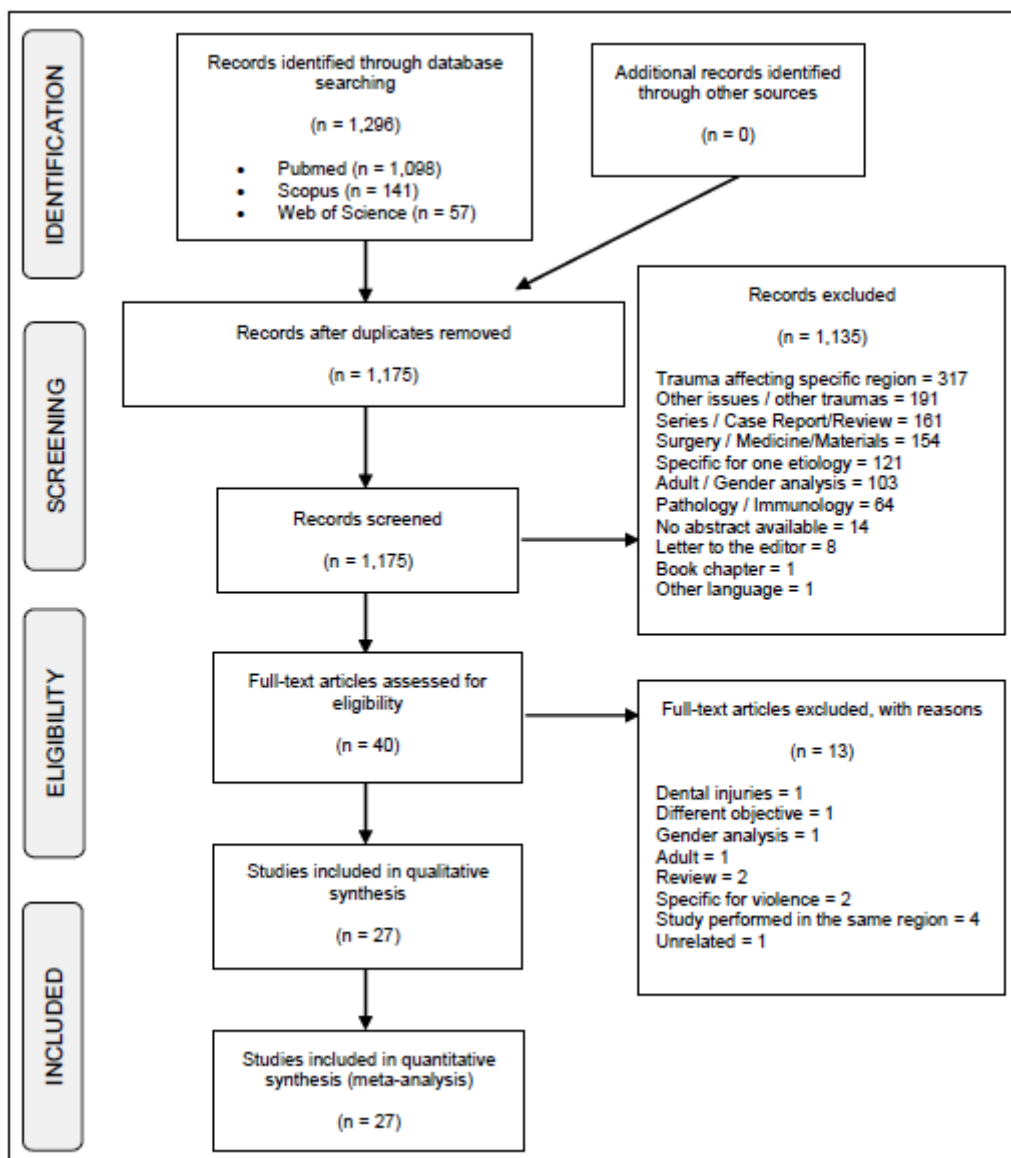 IDENTIFICATION
Records identified through database
searching
(n = 1,296)
• Pubmed (n = 1,098)
• Scopus (n = 141)
• Web of Science (n = 57)
Additional records identified
through other sources
(n = 0)
SCREENING
Records after duplicates removed
(n = 1,175)
Records screened
(n = 1,175)
Records excluded
(n = 1,135)
Trauma affecting specific region = 317
Other issues / other traumas = 191
Series / Case Report/Review = 161
Surgery / Medicine/Materials = 154
Specific for one etiology = 121
Adult / Gender analysis = 103
Pathology / Immunology = 64
No abstract available = 14
Letter to the editor = 8
Book chapter = 1
Other language = 1
ELIGIBILITY
Full-text articles assessed for
eligibility
(n = 40)
Full-text articles excluded, with reasons
(n = 13)
Dental injuries = 1
Different objective = 1
Gender analysis = 1
Adult = 1
Review = 2
Specific for violence = 2
Study performed in the same region = 4
Unrelated = 1
Studies included in qualitative
synthesis
(n = 27)
INCLUDED
Studies included in quantitative
synthesis (meta-analysis)
(n = 27)